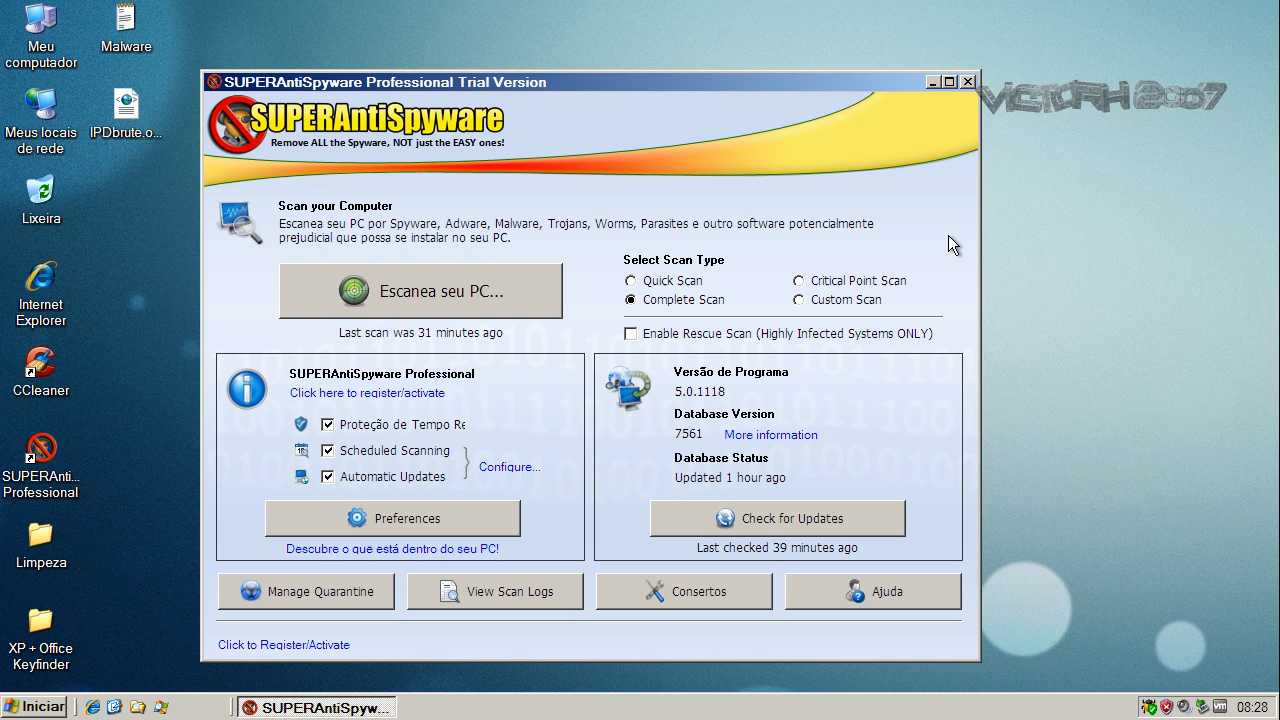 Meu
computador
Malware
Meus locais
de rede
IPDbrute.o...
Lixeira
Internet
Explorer
CCleaner
SUPERAnti...
Professional
Limpeza
XP + Office
Keyfinder
SUPERAntiSpyware Professional Trial Version
VICTORH 2007
SUPERAntiSpyware
Remove ALL the Spyware, NOT just the EASY ones!
Scan your Computer
Escanea seu PC por Spyware, Adware, Malware, Trojans, Worms, Parasites e outro software potencialmente
prejudicial que possa se instalar no seu PC.
Escanea seu PC...
Last scan was 31 minutes ago
Select Scan Type
Quick Scan
Critical Point Scan
Complete Scan
Custom Scan
Enable Rescue Scan (Highly Infected Systems ONLY)
SUPERAntiSpyware Professional
Click here to register/activate
Proteção de Tempo Re
Scheduled Scanning
Automatic Updates
Configure...
Preferences
Descubre o que está dentro do seu PC!
Versão de Programa
5.0.1118
Database Version
7561 More information
Database Status
Updated 1 hour ago
Check for Updates
Last checked 39 minutes ago
Manage Quarantine
View Scan Logs
Consertos
Ajuda
Click to Register/Activate
Iniciar
SUPERAntiSpyw...
08:28